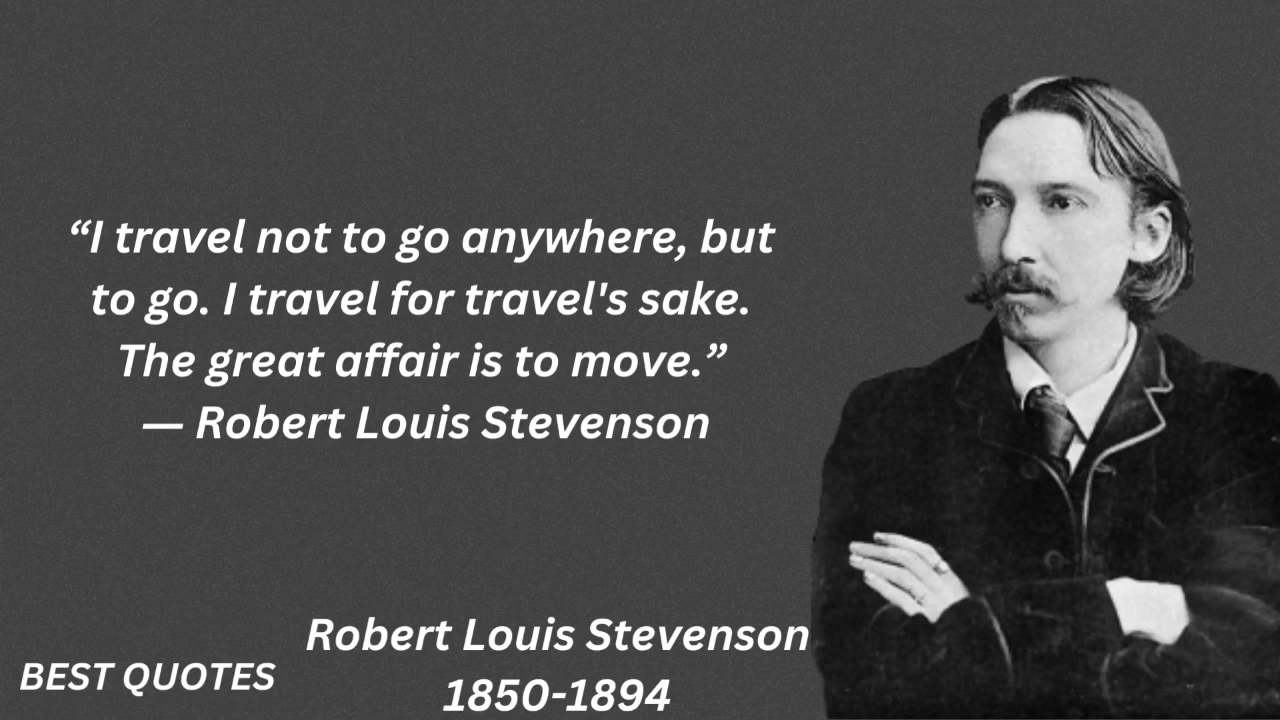 “I travel not to go anywhere, but
to go. I travel for travel's sake.
The great affair is to move.”
— Robert Louis Stevenson
Robert Louis Stevenson
1850-1894
BEST QUOTES